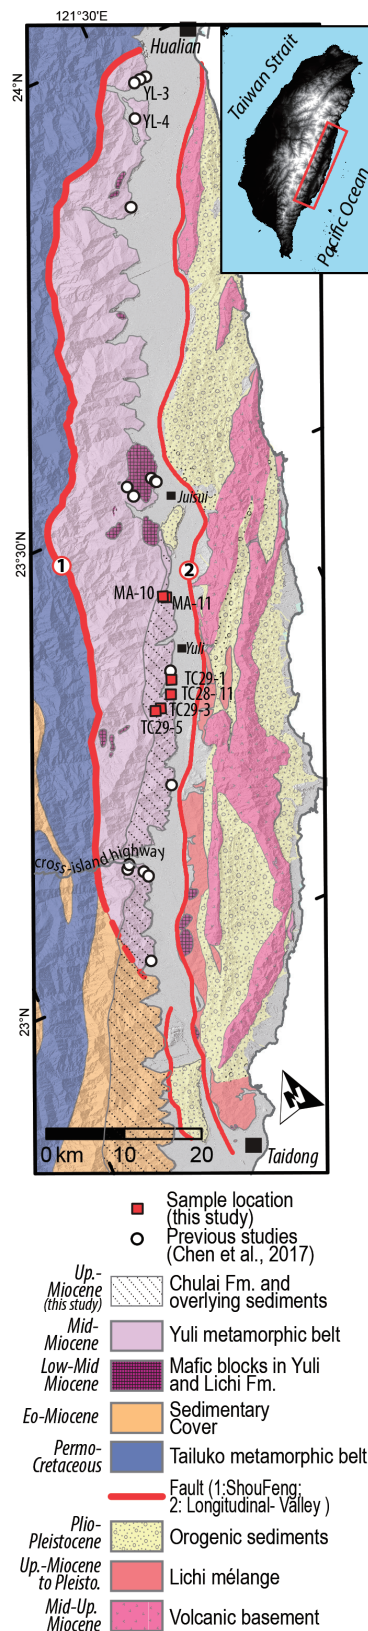 121°30'E
Hualian
24°N
YL-3
YL-4
Taiwan Strait
Pacific Ocean
Juisui
23°30'N
1
2
MA-10
MA-11
Yuli
TC29-1
TC28-11
TC29-3
TC29-5
cross-island highway
23°N
N
0 km 10 20
Taidong
Sample location
(this study)
Previous studies
(Chen et al., 2017)
Up.-
Miocene
(this study)
Chulai Fm. and
overlying sediments
Mid-
Miocene
Yuli metamorphic belt
Low-Mid
Miocene
Mafic blocks in Yuli
and Lichi Fm.
Eo-Miocene
Sedimentary
Cover
Permo-
Cretaceous
Tailuko metamorphic belt
Fault (1:ShouFeng;
2: Longitudinal- Valley )
Plio-
Pleistocene
Orogenic sediments
Up.-Miocene
to Pleisto.
Lichi mélange
Mid-Up.
Miocene
Volcanic basement